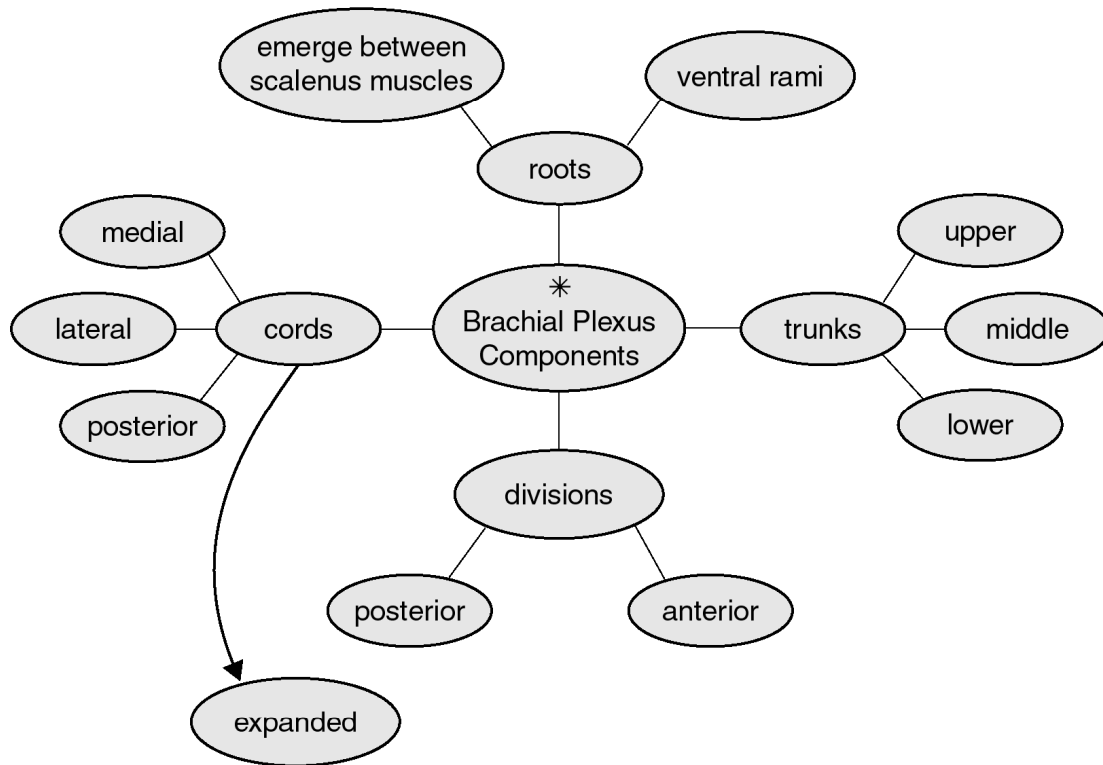 emerge between
scalenus muscles
ventral rami
roots
medial
upper
✳
lateral
cords
Brachial Plexus
Components
trunks
middle
posterior
lower
divisions
posterior
anterior
expanded